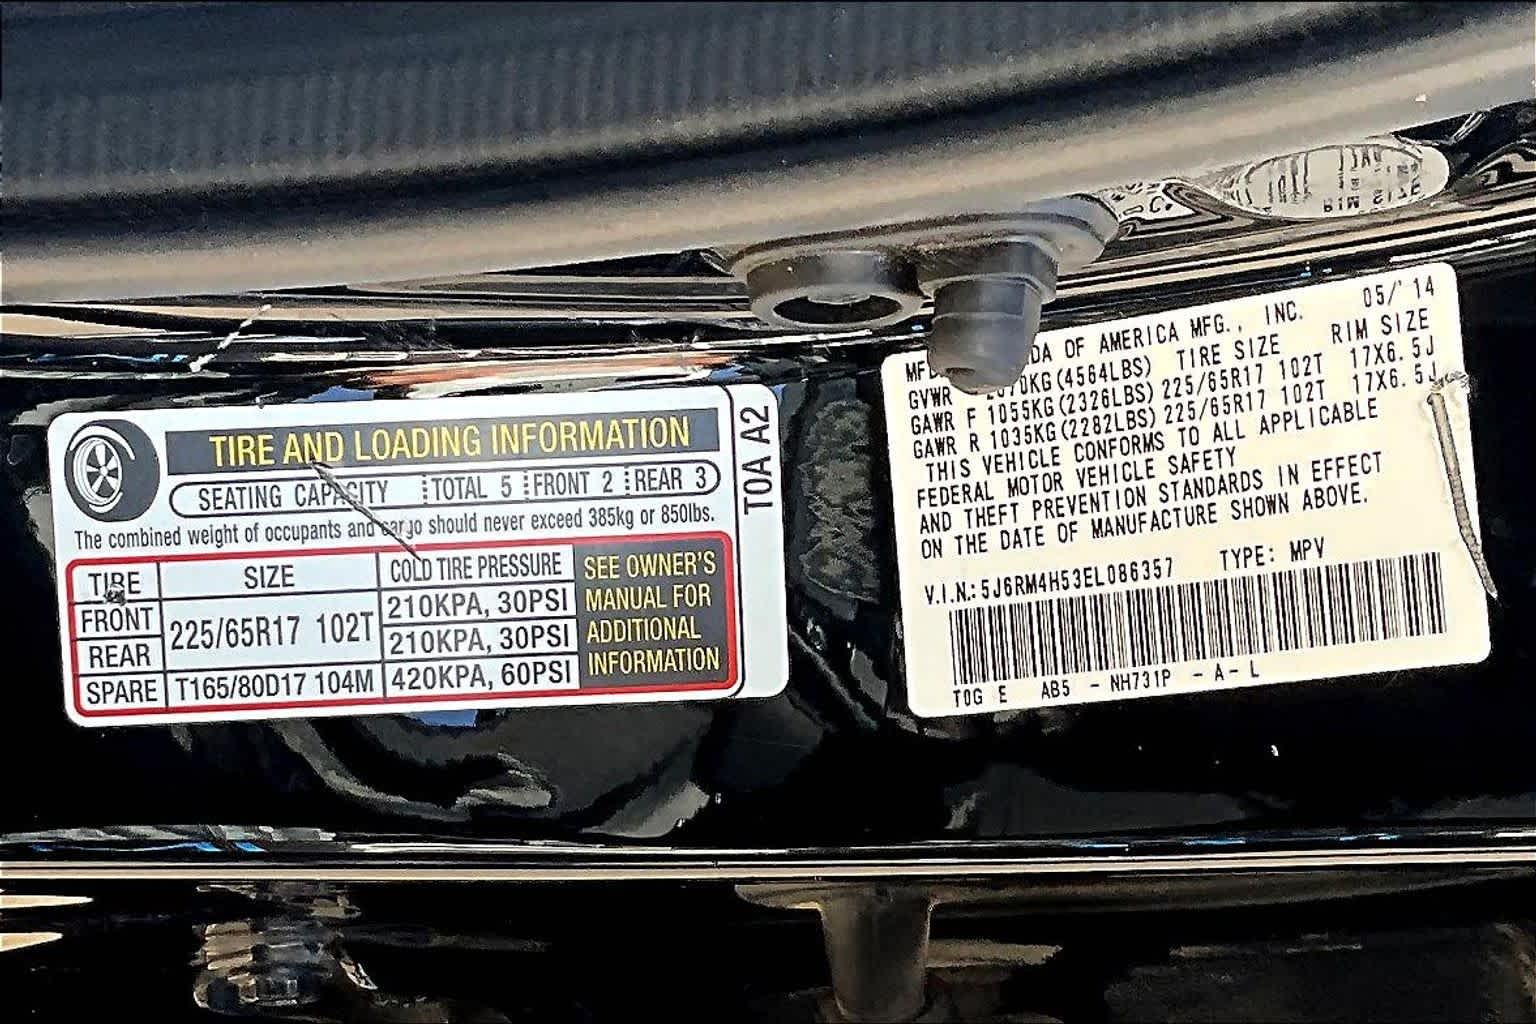 TIRE AND LOADING INFORMATION
SEATING CAPACITY TOTAL 5 FRONT 2 REAR 3
The combined weight of occupants and cargo should never exceed 385kg or 850lbs.
TIRE SIZE COLD TIRE PRESSURE
FRONT 225/65R17 102T 210KPA, 30PSI
REAR 210KPA, 30PSI
SPARE T165/80D17 104M 420KPA, 60PSI
SEE OWNER'S
MANUAL FOR
ADDITIONAL
INFORMATION
T0A A2
MFD DA OF AMERICA MFG., INC. 05/'14
GVWR 70KG(4564LBS) TIRE SIZE RIM SIZE
GAWR F 1055KG(2326LBS) 225/65R17 102T 17X6.5J
GAWR R 1035KG(2282LBS) 225/65R17 102T 17X6.5J
THIS VEHICLE CONFORMS TO ALL APPLICABLE
FEDERAL MOTOR VEHICLE SAFETY
AND THEFT PREVENTION STANDARDS IN EFFECT
ON THE DATE OF MANUFACTURE SHOWN ABOVE.
V.I.N.: 5J6RM4H53EL086357 TYPE: MPV
T0G E AB5 - NH731P - A - L